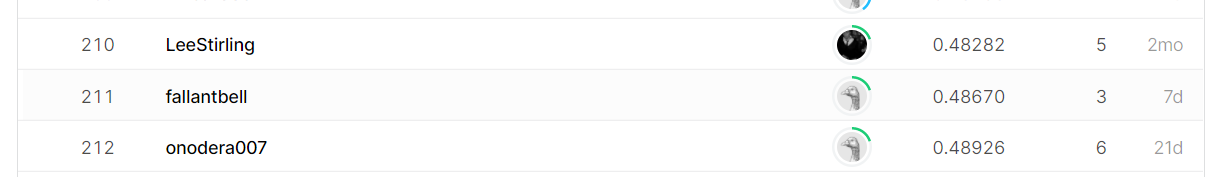 210 LeeStirling 0.48282 5 2mo
211 fallantbell 0.48670 3 7d
212 onodera007 0.48926 6 21d